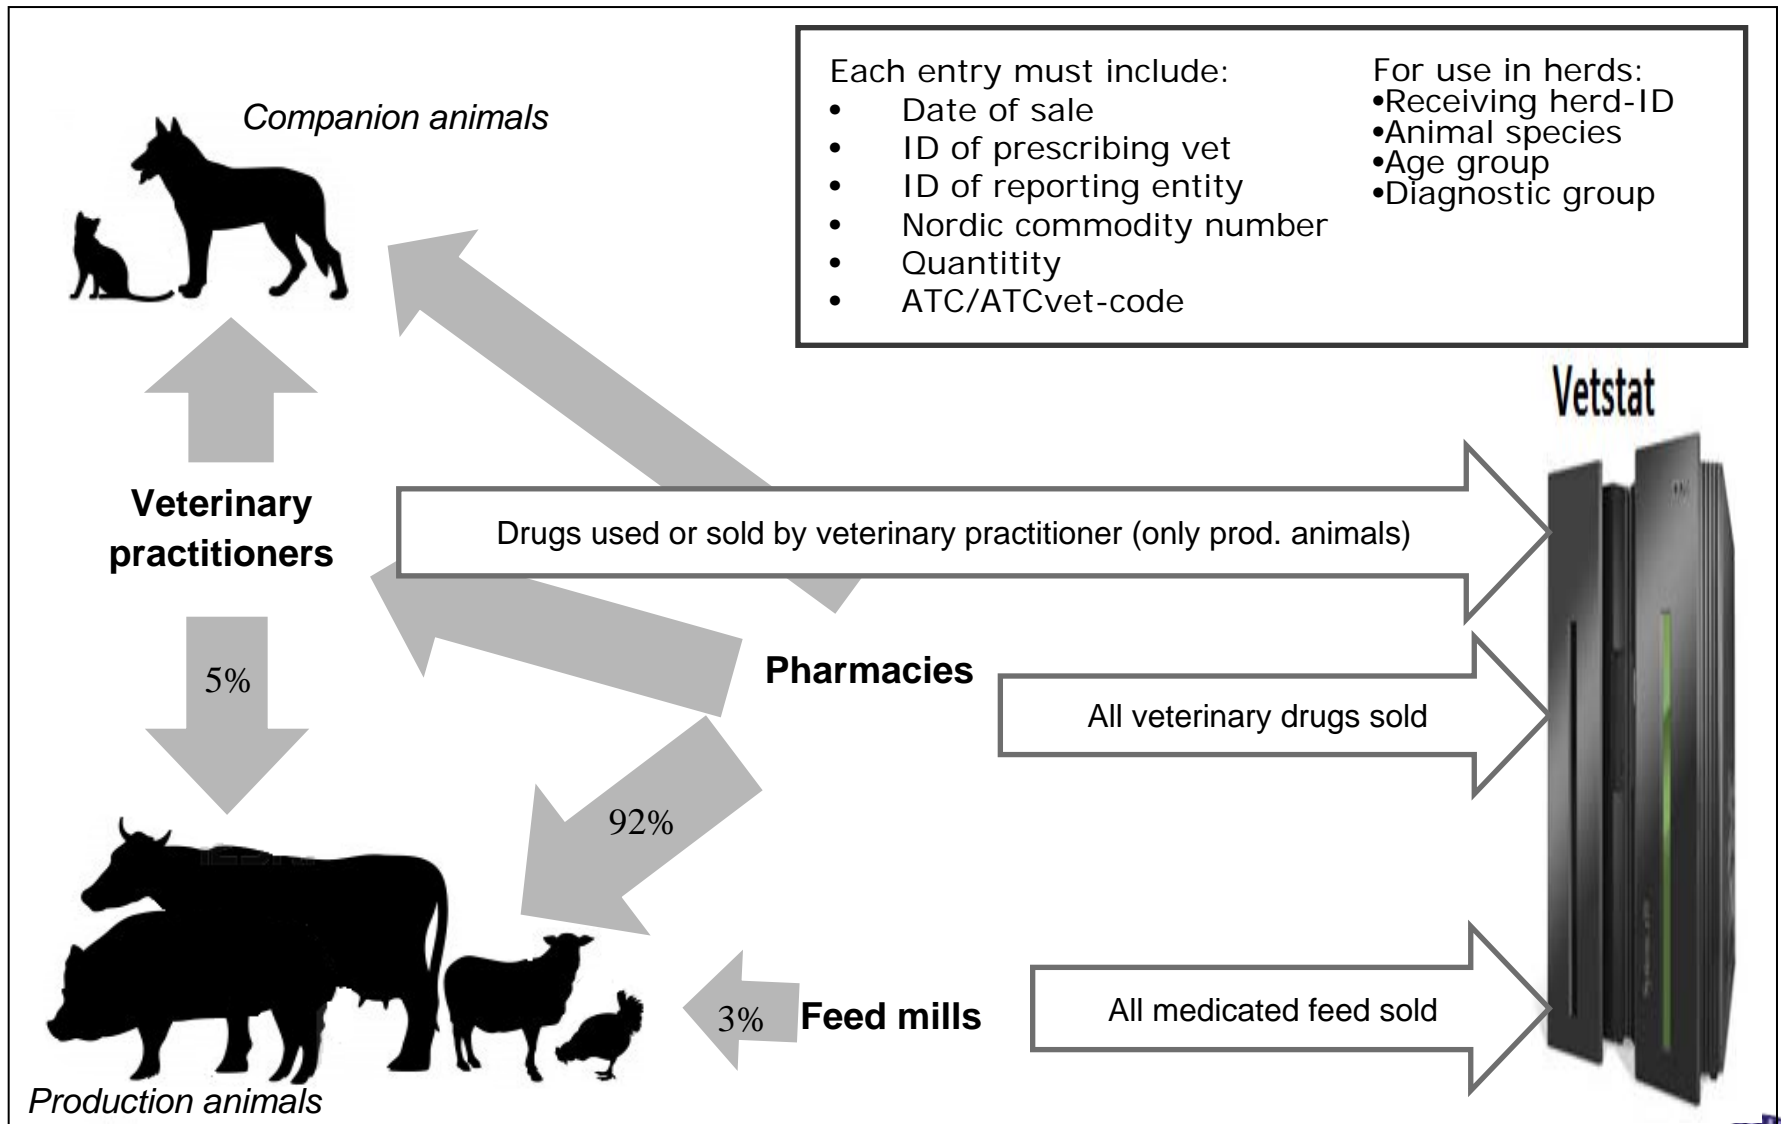 Each entry must include:
• Date of sale
• ID of prescribing vet
• ID of reporting entity
• Nordic commodity number
• Quantitity
• ATC/ATCvet-code
For use in herds:
•Receiving herd-ID
•Animal species
•Age group
•Diagnostic group
Companion animals
Vetstat
Veterinary
practitioners
Drugs used or sold by veterinary practitioner (only prod. animals)
5%
Pharmacies
All veterinary drugs sold
92%
3%
Feed mills
All medicated feed sold
Production animals